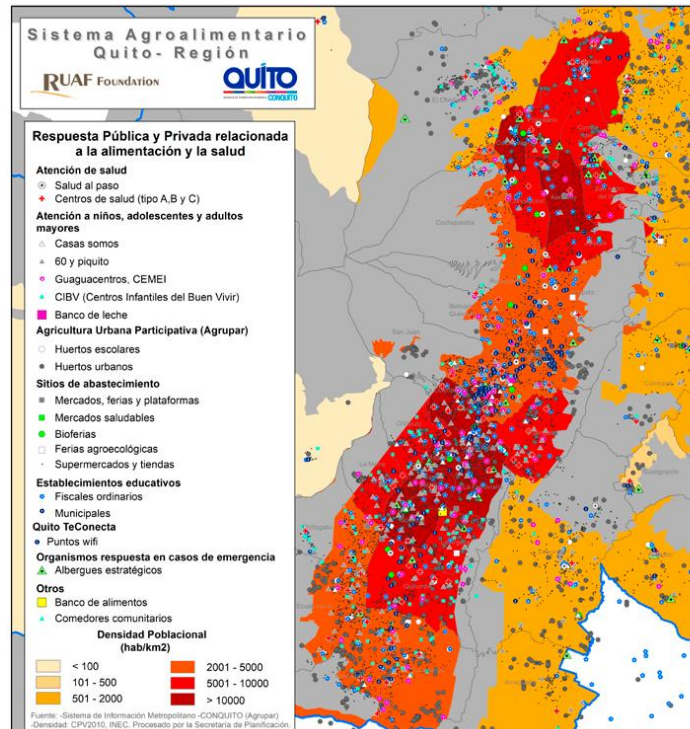 Sistema Agroalimentario
Quito- Región
RUAF FOUNDATION
QUÍTO
CONQUITO
Respuesta Pública y Privada relacionada
a la alimentación y la salud
Atención de salud
Salud al paso
Centros de salud (tipo A,B y C)
Atención a niños, adolescentes y adultos
mayores
Casas somos
60 y piquito
Guaguacentros, CEMEI
CIBV (Centros Infantiles del Buen Vivir)
Banco de leche
Agricultura Urbana Participativa (Agrupar)
Huertos escolares
Huertos urbanos
Sitios de abastecimiento
Mercados, ferias y plataformas
Mercados saludables
Bioferias
Ferias agroecológicas
Supermercados y tiendas
Establecimientos educativos
Fiscales ordinarios
Municipales
Quito TeConecta
Puntos wifi
Organismos respuesta en casos de emergencia
Albergues estratégicos
Otros
Banco de alimentos
Comedores comunitarios
Densidad Poblacional
(hab/km2)
< 100
101 - 500
501 - 2000
2001 - 5000
5001 - 10000
> 10000
Fuente: -Sistema de Información Metropolitano -CONQUITO (Agrupar)
-Densidad: CPV2010, INEC. Procesado por la Secretaría de Planificación.
San Juan